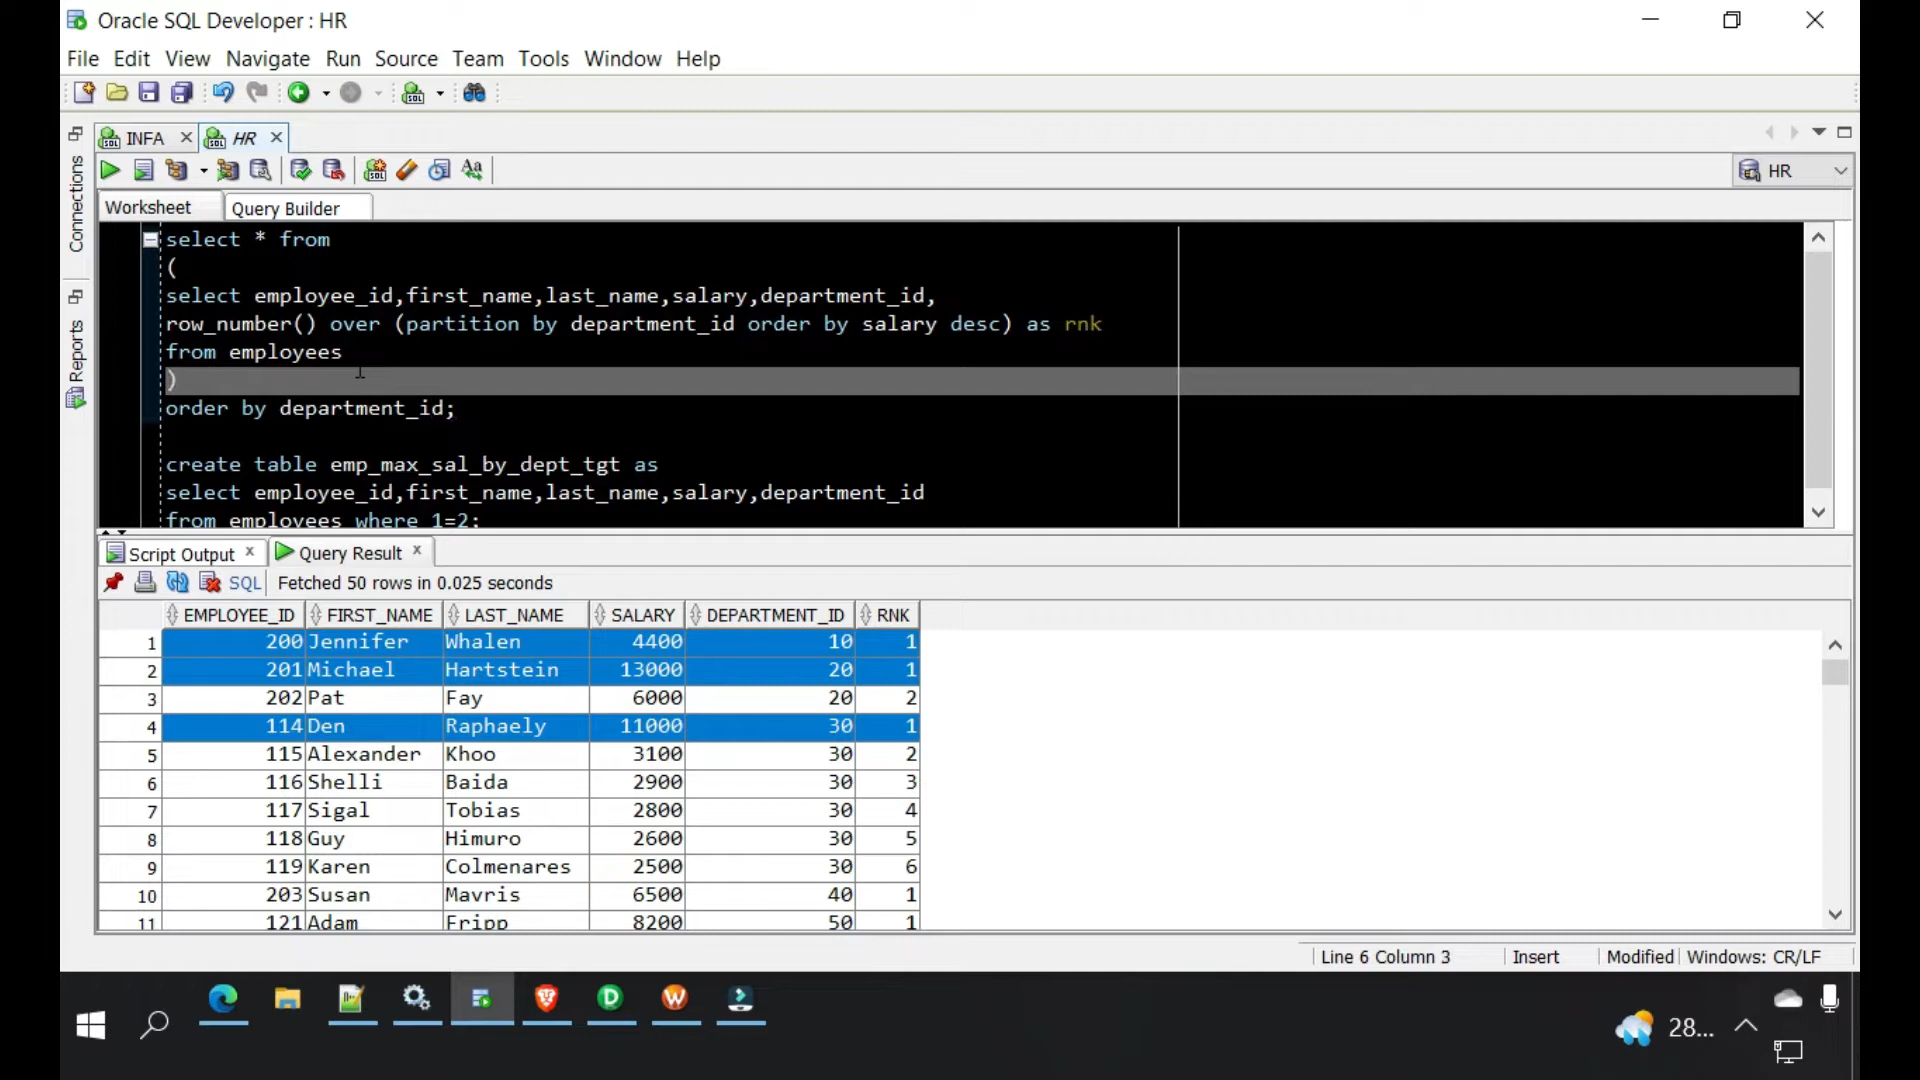 Oracle SQL Developer : HR
File Edit View Navigate Run Source Team Tools Window Help
INFA HR
HR
Connections
Reports
Worksheet Query Builder
select * from
(
select employee_id,first_name,last_name,salary,department_id,
row_number() over (partition by department_id order by salary desc) as rnk
from employees
)
order by department_id;
create table emp_max_sal_by_dept_tgt as
select employee_id,first_name,last_name,salary,department_id
from employees where 1=2;
Script Output Query Result
SQL Fetched 50 rows in 0.025 seconds
EMPLOYEE_ID FIRST_NAME LAST_NAME SALARY DEPARTMENT_ID RNK
1 200 Jennifer Whalen 4400 10 1
2 201 Michael Hartstein 13000 20 1
3 202 Pat Fay 6000 20 2
4 114 Den Raphaely 11000 30 1
5 115 Alexander Khoo 3100 30 2
6 116 Shelli Baida 2900 30 3
7 117 Sigal Tobias 2800 30 4
8 118 Guy Himuro 2600 30 5
9 119 Karen Colmenares 2500 30 6
10 203 Susan Mavris 6500 40 1
11 121 Adam Fripp 8200 50 1
Line 6 Column 3 Insert Modified Windows: CR/LF
28...